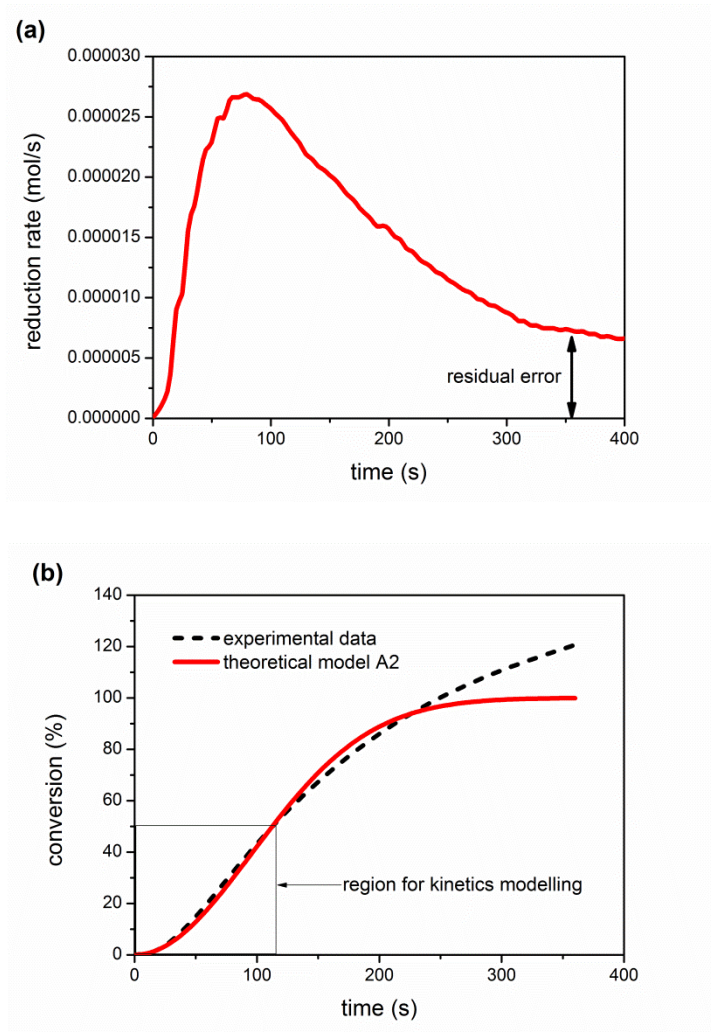 (a)
0.000030
0.000025
0.000020
0.000015
0.000010
0.000005
0.000000
reduction rate (mol/s)
residual error
0 100 200 300 400
time (s)
(b)
140
120
100
80
60
40
20
0
conversion (%)
experimental data
theoretical model A2
region for kinetics modelling
0 100 200 300 400
time (s)